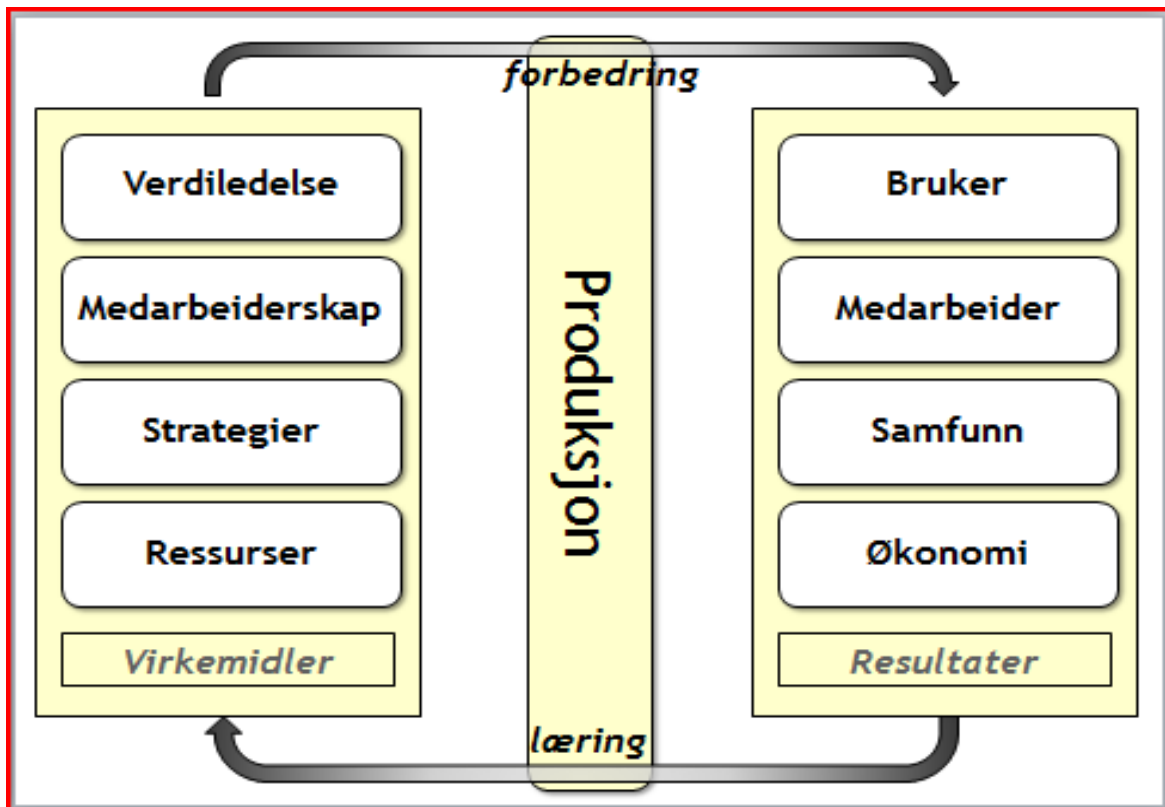 forbedring
Verdiledelse
Medarbeiderskap
Strategier
Ressurser
Virkemidler
Produksjon
Bruker
Medarbeider
Samfunn
Økonomi
Resultater
læring